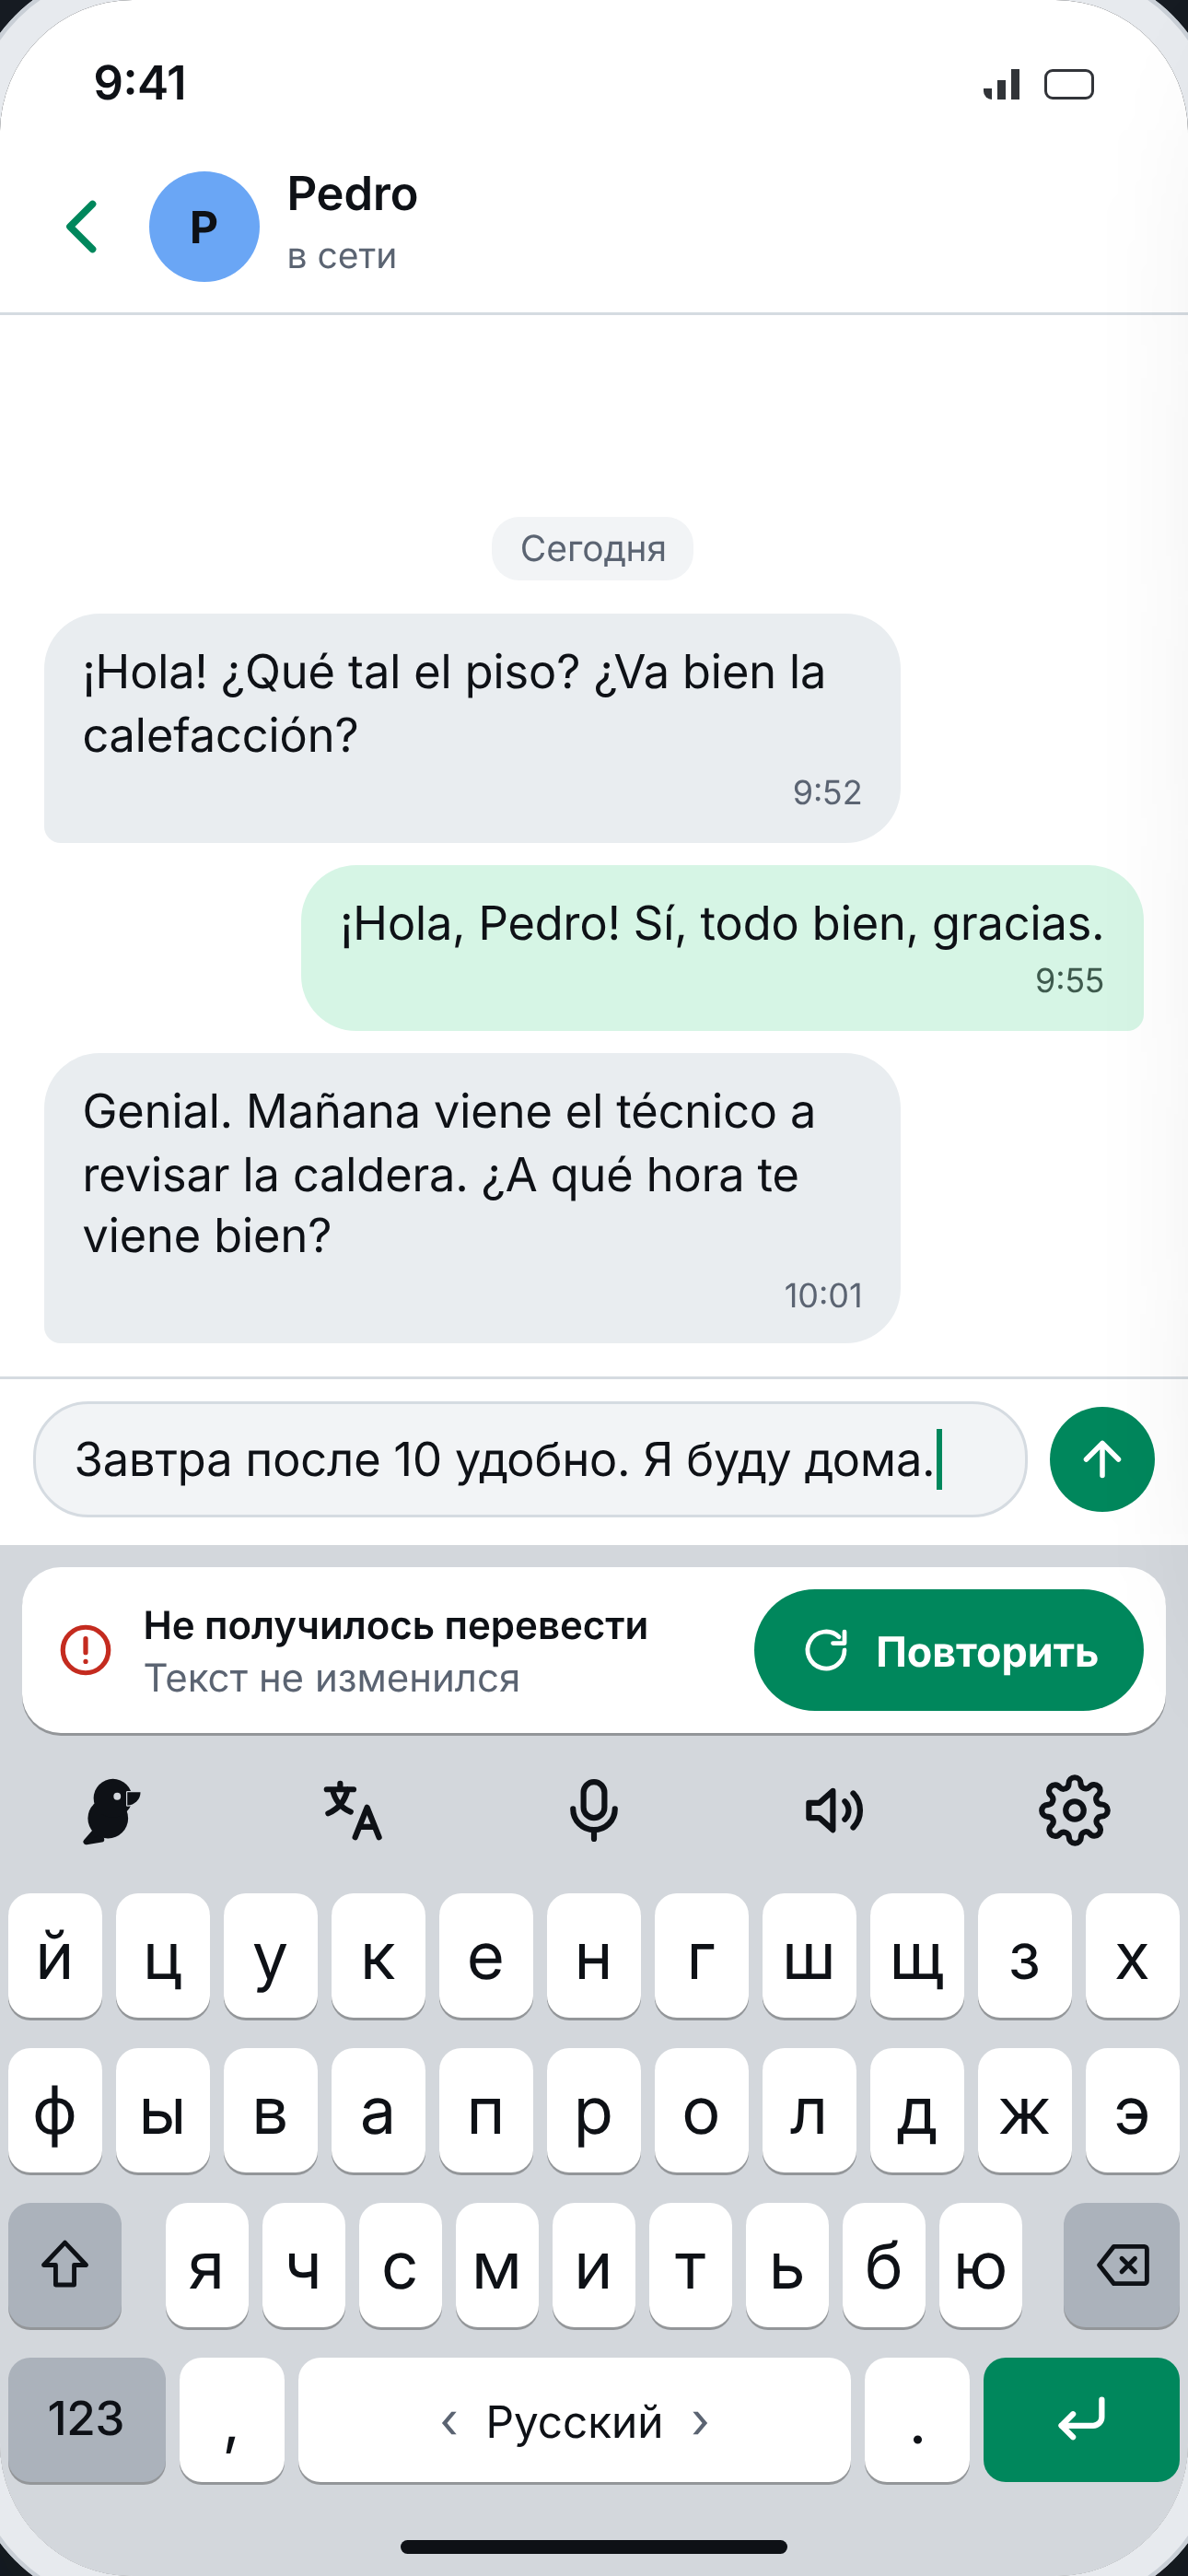 9:41
P
Pedro
в сети
Сегодня
¡Hola! ¿Qué tal el piso? ¿Va bien la
calefacción?
9:52
¡Hola, Pedro! Sí, todo bien, gracias.
9:55
Genial. Mañana viene el técnico a
revisar la caldera. ¿A qué hora te
viene bien?
10:01
Завтра после 10 удобно. Я буду дома.
Не получилось перевести
Текст не изменился
Повторить
й ц у к е н г ш щ з х
ф ы в а п р о л д ж э
я ч с м и т ь б ю
123 , ‹ Русский › .